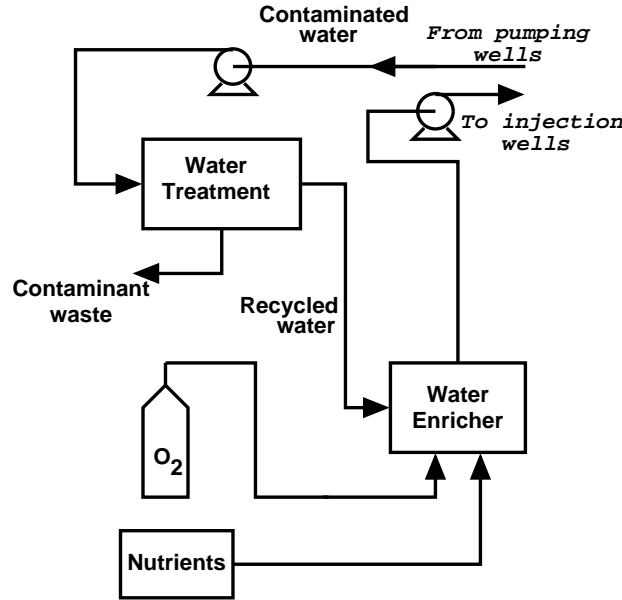 Contaminated
water
From pumping
wells
To injection
wells
Water
Treatment
Contaminant
waste
Recycled
water
Water
Enricher
O2
Nutrients